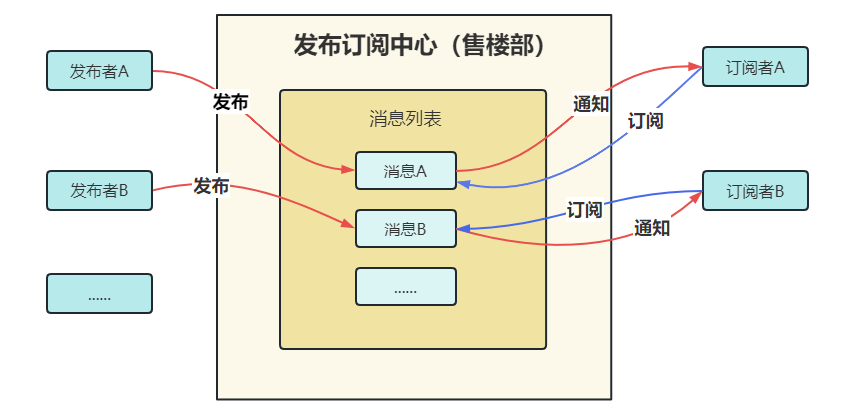 发布订阅中心（售楼部）
发布者A
发布
消息列表
通知
订阅者A
订阅
消息A
发布者B
发布
消息B
订阅
订阅者B
通知
......
......